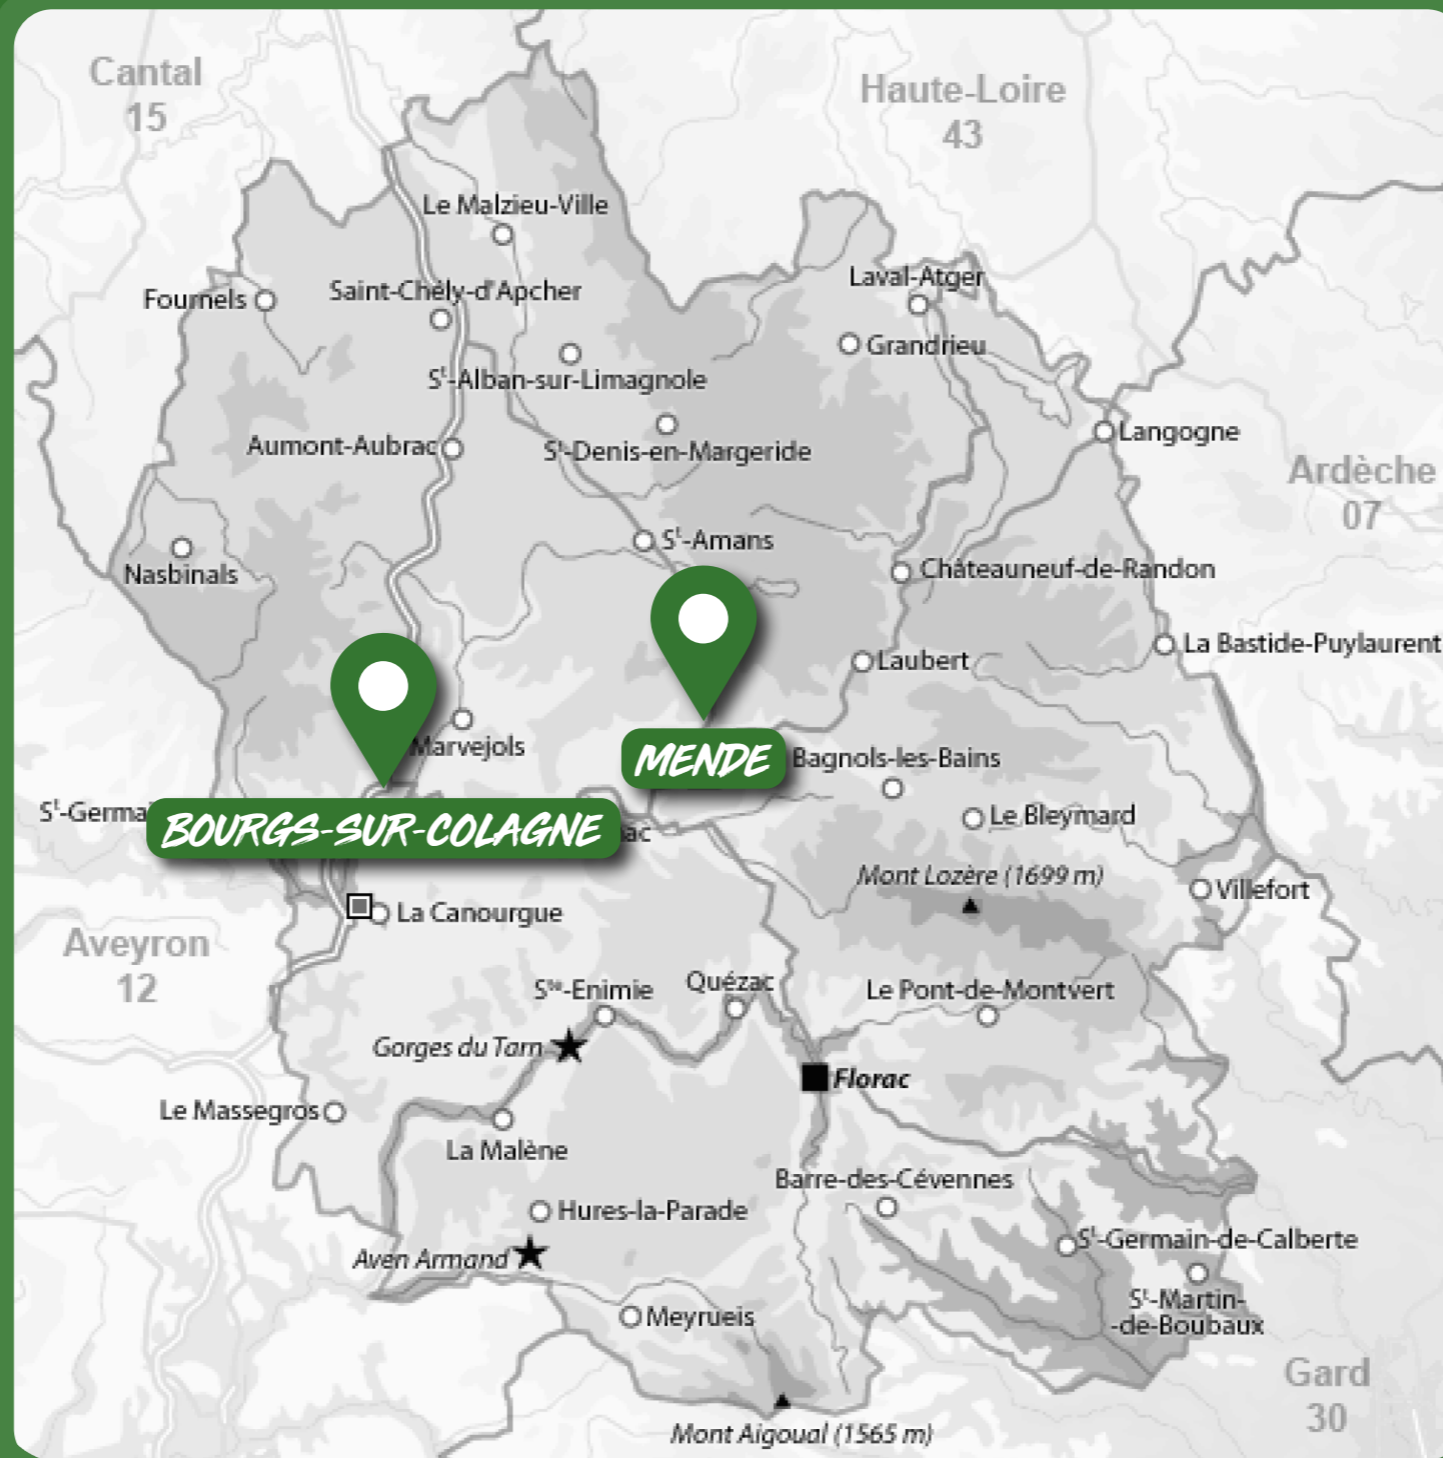 Cantal
15
Haute-Loire
43
Le Malzieu-Ville
Laval-Atger
Fournels
Saint-Chély-d'Apcher
Grandrieu
Sᵗ-Alban-sur-Limagnole
Langogne
Aumont-Aubrac
Sᵗ-Denis-en-Margeride
Ardèche
07
Sᵗ-Amans
Nasbinals
Châteauneuf-de-Randon
La Bastide-Puylaurent
Laubert
Marvejols
MENDE
Bagnols-les-Bains
Sᵗ-Germa
BOURGS-SUR-COLAGNE
ac
Le Bleymard
Mont Lozère (1699 m)
Villefort
La Canourgue
Aveyron
12
Sᵗᵉ-Enimie
Quézac
Le Pont-de-Montvert
Gorges du Tarn
Florac
Le Massegros
La Malène
Barre-des-Cévennes
Hures-la-Parade
Sᵗ-Germain-de-Calberte
Aven Armand
Sᵗ-Martin-
-de-Boubaux
Meyrueis
Gard
30
Mont Aigoual (1565 m)